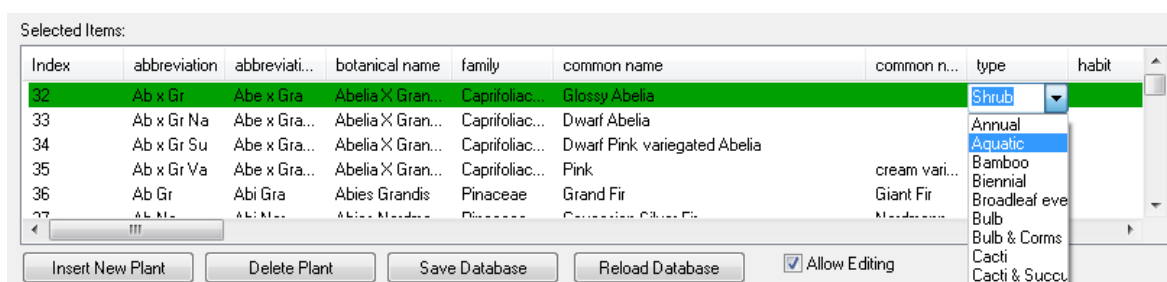 Selected Items:
Index abbreviation abbreviati... botanical name family common name common n... type habit
32 Ab x Gr Abe x Gra Abelia X Gran... Caprifoliac... Glossy Abelia Shrub
33 Ab x Gr Na Abe x Gra... Abelia X Gran... Caprifoliac... Dwarf Abelia
Annual
34 Ab x Gr Su Abe x Gra... Abelia X Gran... Caprifoliac... Dwarf Pink variegated Abelia
Aquatic
35 Ab x Gr Va Abe x Gra... Abelia X Gran... Caprifoliac... Pink cream vari...
Bamboo
Biennial
36 Ab Gr Abi Gra Abies Grandis Pinaceae Grand Fir Giant Fir
Broadleaf eve
Bulb
Bulb & Corms
Cacti
Cacti & Succu
Insert New Plant Delete Plant Save Database Reload Database Allow Editing